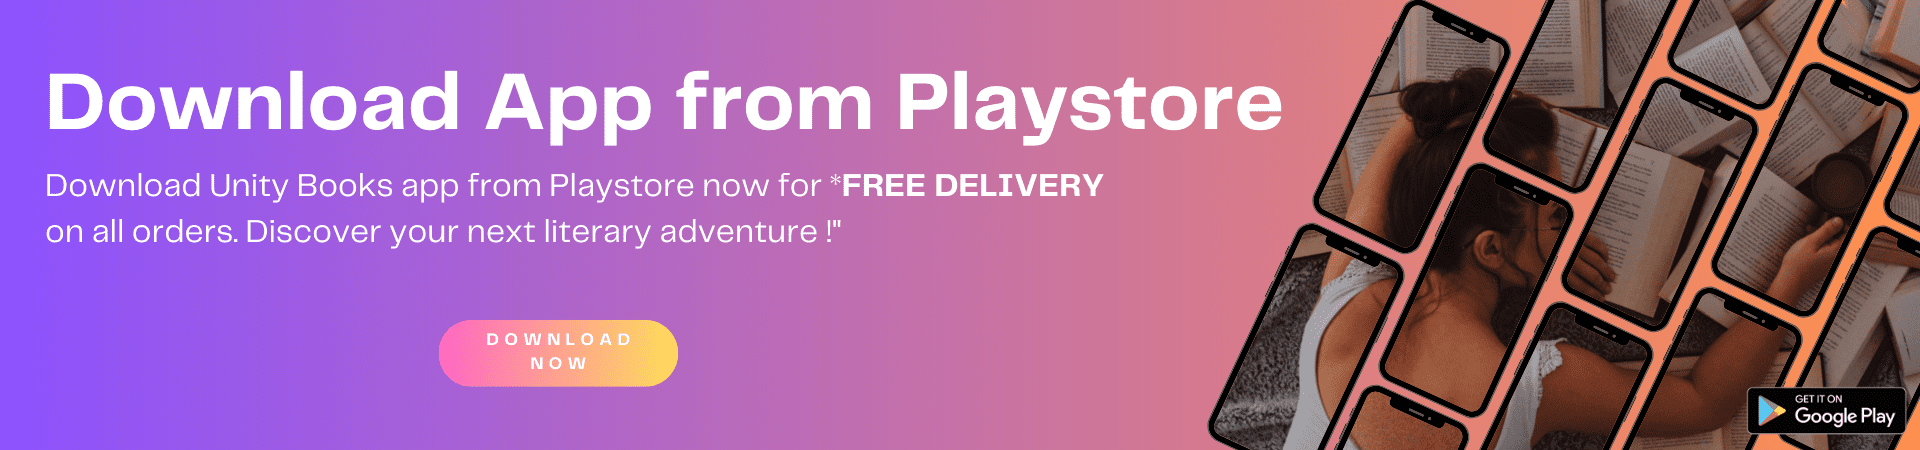 Download App from Playstore
Download Unity Books app from Playstore now for *FREE DELIVERY
on all orders. Discover your next literary adventure !"
DOWNLOAD
NOW
GET IT ON
Google Play